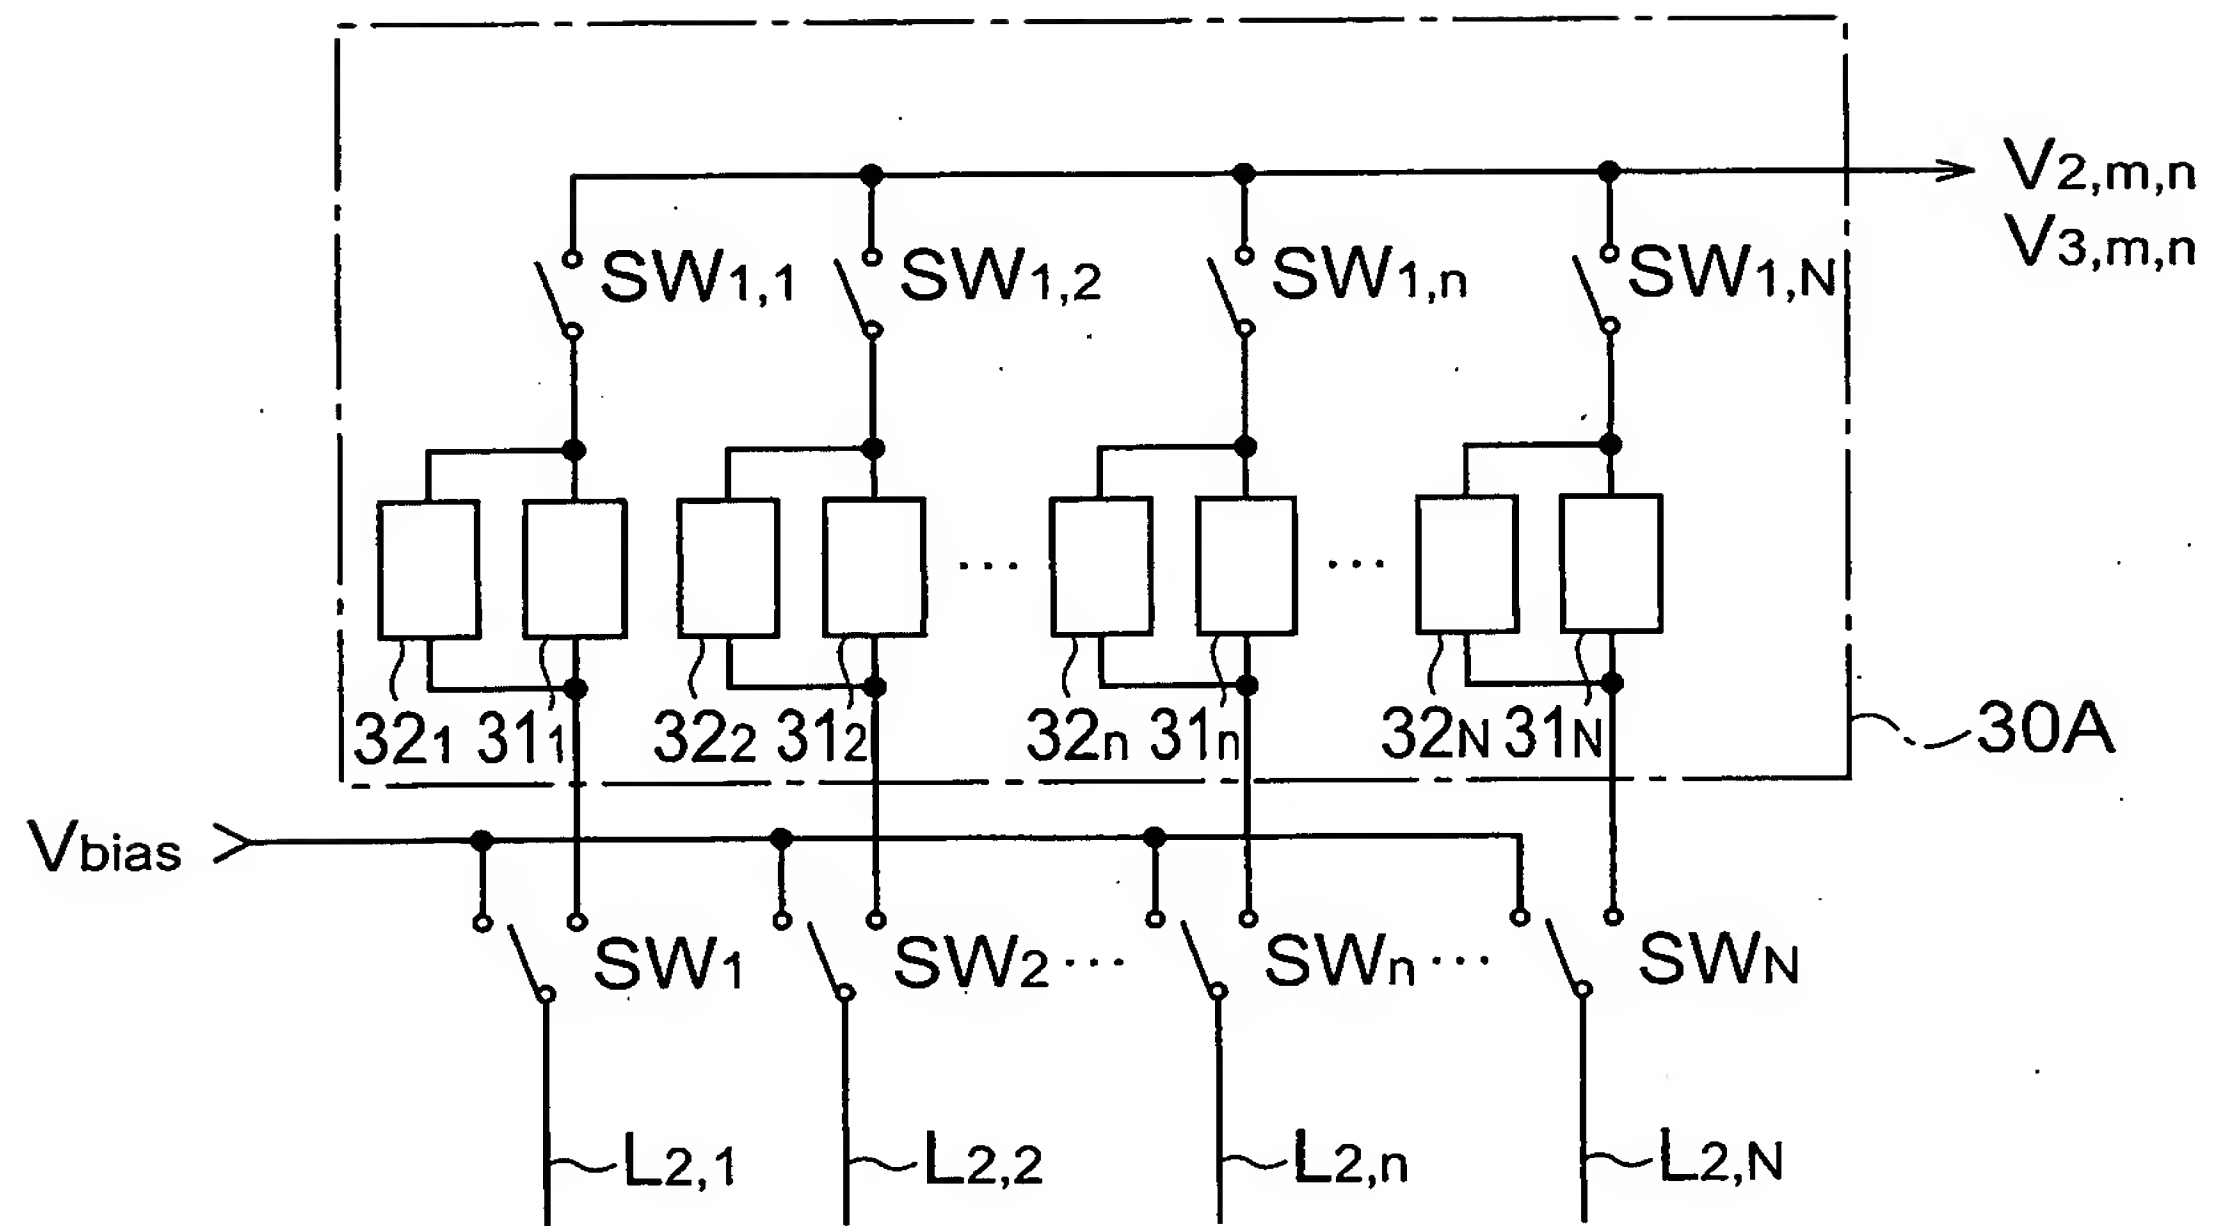 V2,m,n
V3,m,n
SW1,1 SW1,2 SW1,n SW1,N
... ...
321 311 322 312 32n 31n 32N 31N
30A
Vbias
SW1 SW2 ... SWn ... SWN
L2,1 L2,2 L2,n L2,N